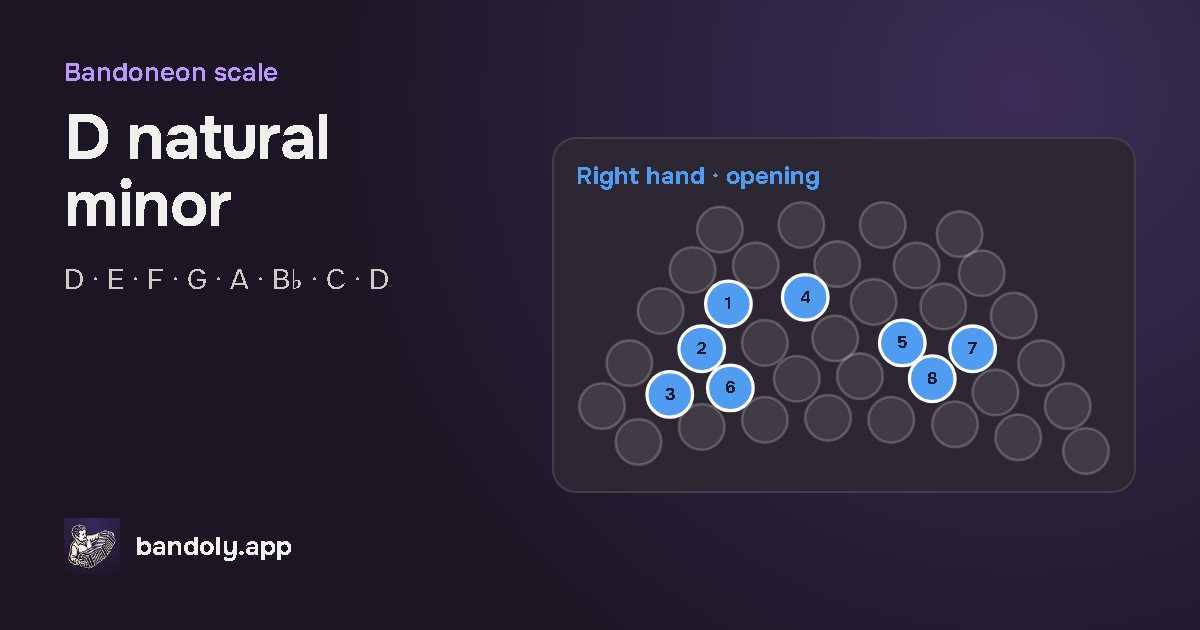 Bandoneon scale
D natural
minor
D · E · F · G · A · B♭ · C · D
Right hand · opening
1 4
2 5 7
3 6 8
bandoly.app